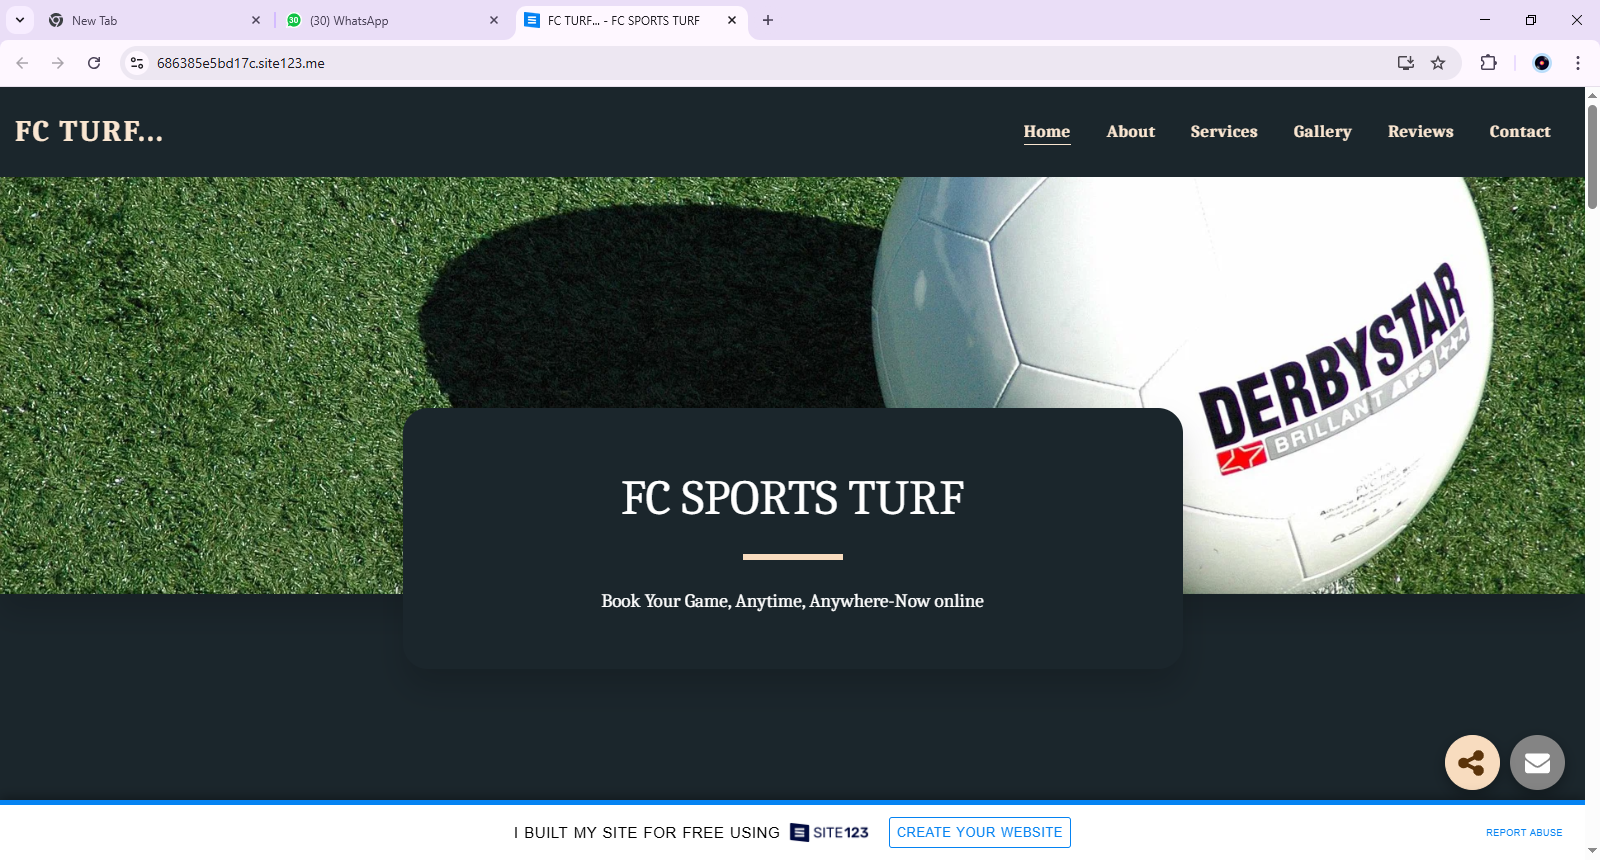 New Tab
30
(30) WhatsApp
FC TURF... - FC SPORTS TURF
686385e5bd17c.site123.me
FC TURF...
Home
About
Services
Gallery
Reviews
Contact
DERBYSTAR
BRILLANT APS
FC SPORTS TURF
Book Your Game, Anytime, Anywhere-Now online
I BUILT MY SITE FOR FREE USING
SITE123
CREATE YOUR WEBSITE
REPORT ABUSE